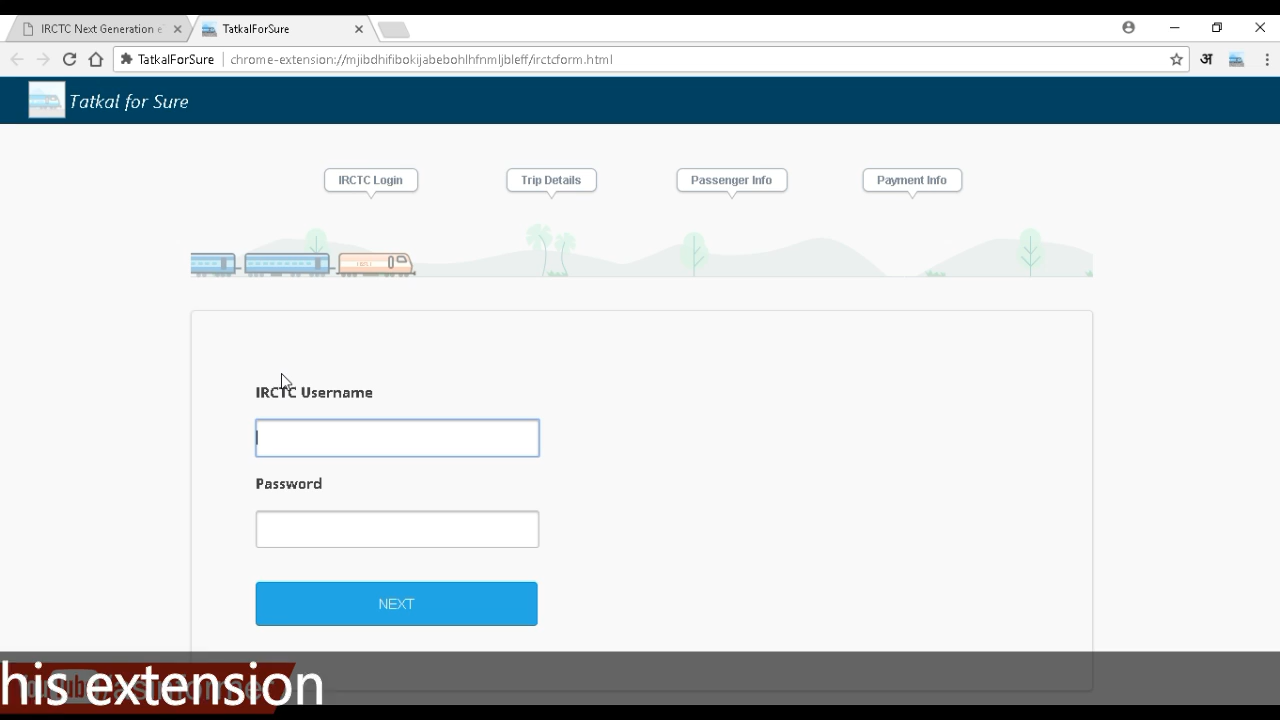 IRCTC Next Generation e
TatkalForSure
TatkalForSure
chrome-extension://mjibdhifibokijabebohlhfnmljhleff/irctcform.html
अ
Tatkal for Sure
IRCTC Login
Trip Details
Passenger Info
Payment Info
IRCTC Username
Password
NEXT
his extension